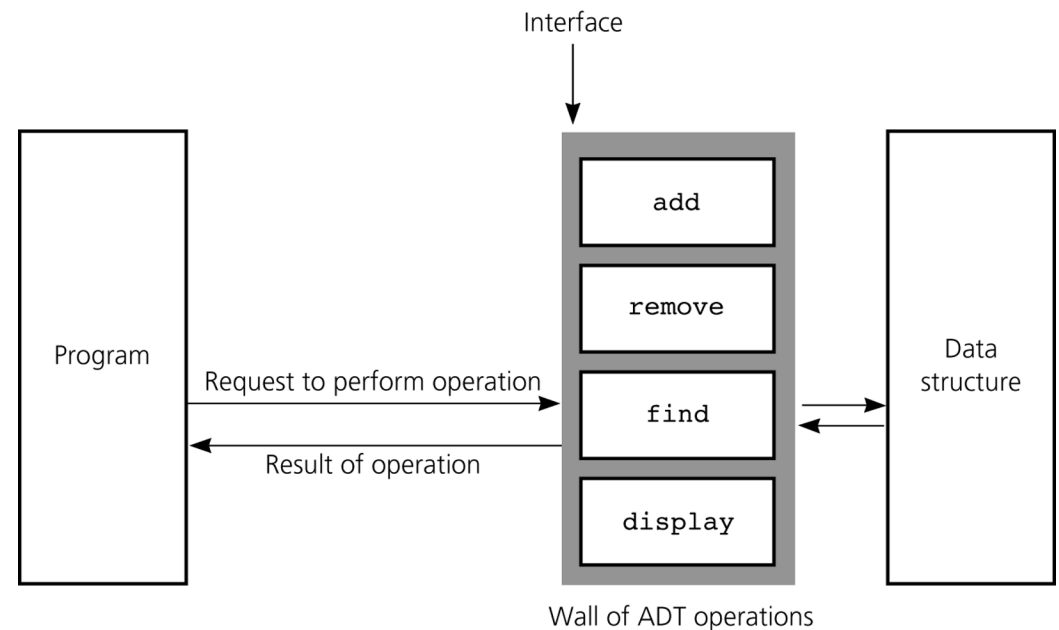 Interface
add
remove
Program
Data
structure
Request to perform operation
find
Result of operation
display
Wall of ADT operations